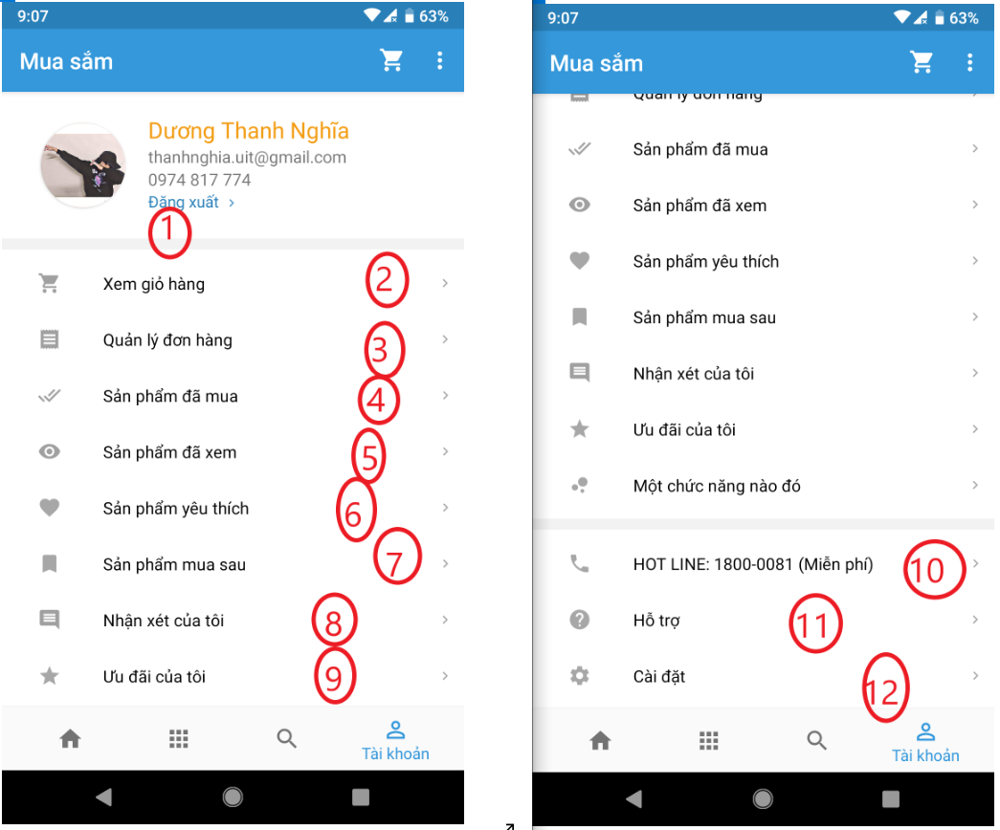 9:07
63%
Mua sắm
Dương Thanh Nghĩa
thanhnghia.uit@gmail.com
0974 817 774
Đăng xuất
1
Xem giỏ hàng
2
Quản lý đơn hàng
3
Sản phẩm đã mua
4
Sản phẩm đã xem
5
Sản phẩm yêu thích
6
Sản phẩm mua sau
7
Nhận xét của tôi
8
Ưu đãi của tôi
9
Tài khoản
9:07
63%
Mua sắm
Quản lý đơn hàng
Sản phẩm đã mua
Sản phẩm đã xem
Sản phẩm yêu thích
Sản phẩm mua sau
Nhận xét của tôi
Ưu đãi của tôi
Một chức năng nào đó
HOT LINE: 1800-0081 (Miễn phí)
10
Hỗ trợ
11
Cài đặt
12
Tài khoản